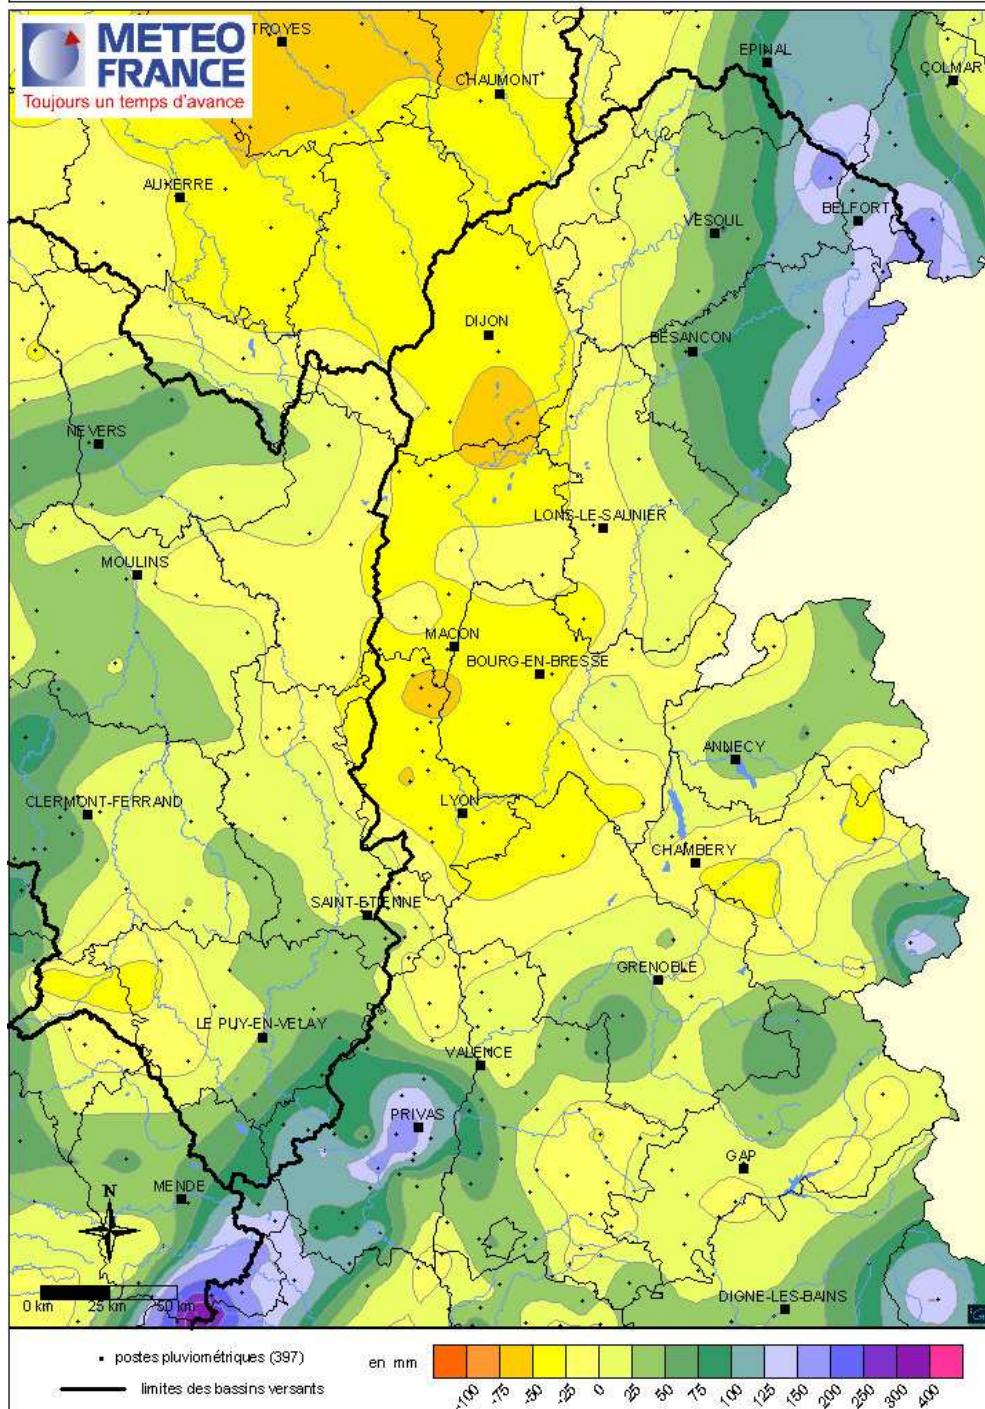 METEO
FRANCE
Toujours un temps d'avance
TROYES
EPINAL
CHAUMONT
COLMAR
AUXERRE
BELFORT
VESOUL
DIJON
BESANCON
NEVERS
LONS-LE-SAUNIER
MOULINS
MACON
BOURG-EN-BRESSE
ANNECY
CLERMONT-FERRAND
LYON
CHAMBERY
SAINT-ETIENNE
GRENOBLE
LE PUY-EN-VELAY
VALENCE
PRIVAS
GAP
MENDE
N
DIGNE-LES-BAINS
0 km 25 km 50 km
postes pluviométriques (397)
limites des bassins versants
en mm
-100 -75 -50 -25 0 25 50 75 100 125 150 200 250 300 400